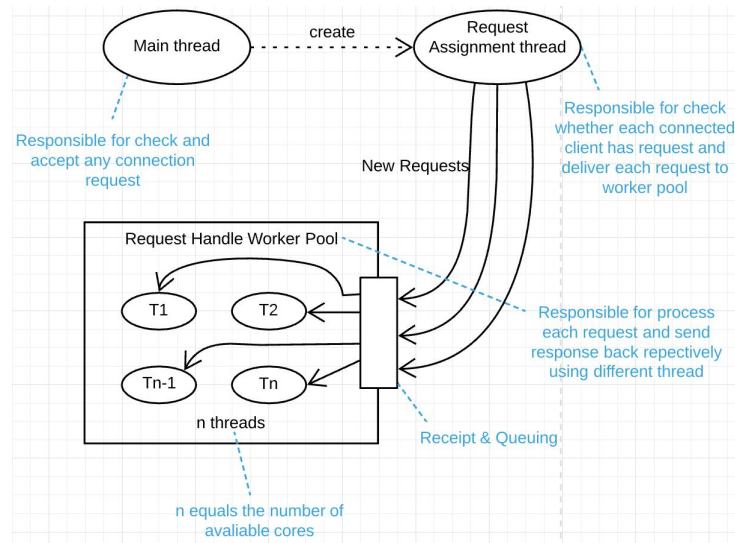 Main thread
create
Request
Assignment thread
Responsible for check and
accept any connection
request
Responsible for check
whether each connected
client has request and
deliver each request to
worker pool
New Requests
Request Handle Worker Pool
T1
T2
Tn-1
Tn
n threads
Responsible for process
each request and send
response back repectively
using different thread
Receipt & Queuing
n equals the number of
avaliable cores